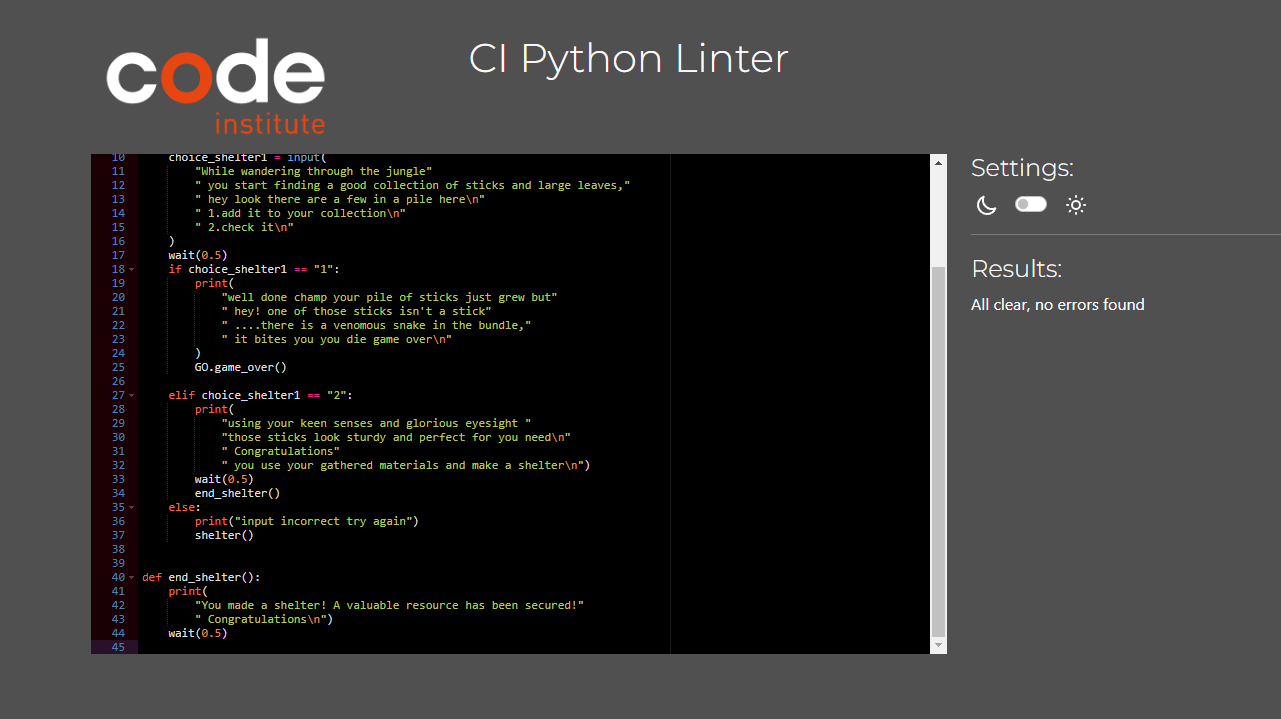 code
institute
CI Python Linter
10 choice_shelter1 = input(
11 "While wandering through the jungle"
12 " you start finding a good collection of sticks and large leaves,"
13 " hey look there are a few in a pile here\n"
14 " 1.add it to your collection\n"
15 " 2.check it\n"
16 )
17 wait(0.5)
18 if choice_shelter1 == "1":
19 print(
20 "well done champ your pile of sticks just grew but"
21 " hey! one of those sticks isn't a stick"
22 " ....there is a venomous snake in the bundle,"
23 " it bites you you die game over\n"
24 )
25 GO.game_over()
26
27 elif choice_shelter1 == "2":
28 print(
29 "using your keen senses and glorious eyesight "
30 "those sticks look sturdy and perfect for you need\n"
31 " Congratulations"
32 " you use your gathered materials and make a shelter\n")
33 wait(0.5)
34 end_shelter()
35 else:
36 print("input incorrect try again")
37 shelter()
38
39
40 def end_shelter():
41 print(
42 "You made a shelter! A valuable resource has been secured!"
43 " Congratulations\n")
44 wait(0.5)
45
Settings:
Results:
All clear, no errors found